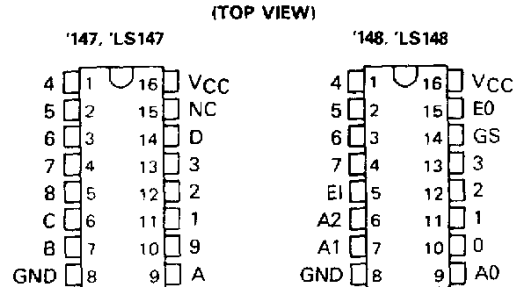 (TOP VIEW)
'147, 'LS147
4 1 16 VCC
5 2 15 NC
6 3 14 D
7 4 13 3
8 5 12 2
C 6 11 1
B 7 10 9
GND 8 9 A
'148, 'LS148
4 1 16 VCC
5 2 15 E0
6 3 14 GS
7 4 13 3
EI 5 12 2
A2 6 11 1
A1 7 10 0
GND 8 9 A0